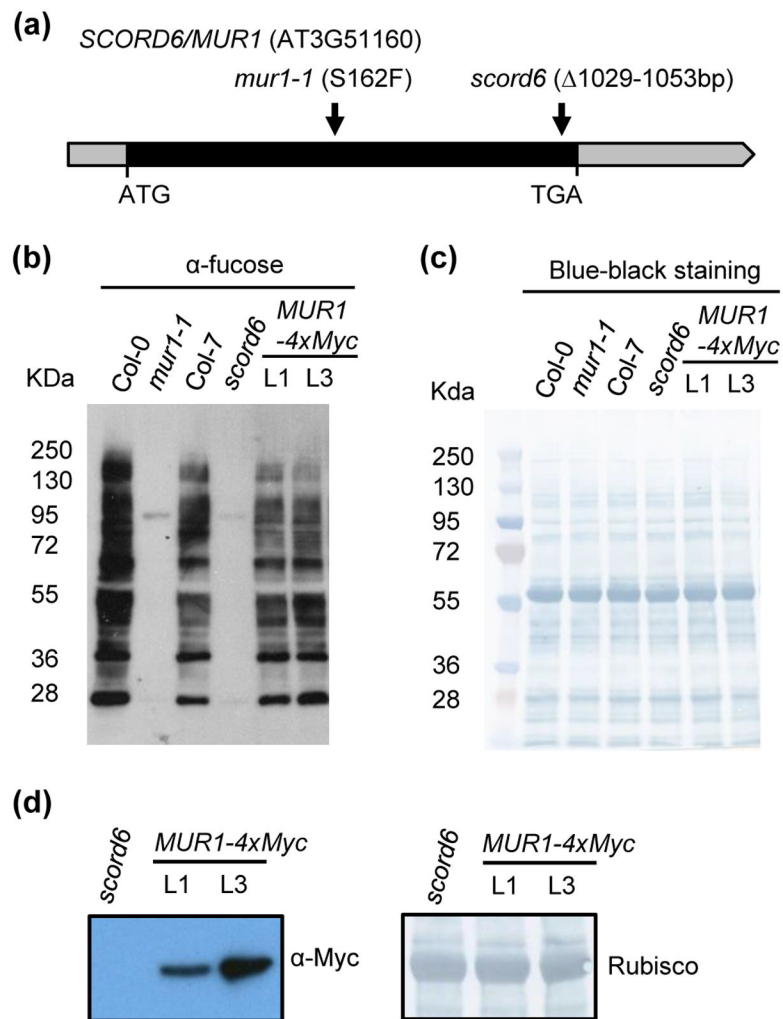 (a)
SCORD6/MUR1 (AT3G51160)
mur1-1 (S162F)
scord6 (Δ1029-1053bp)
ATG
TGA
(b)
α-fucose
Col-0
mur1-1
Col-7
scord6
MUR1
-4xMyc
KDa
L1
L3
250
130
95
72
55
36
28
(c)
Blue-black staining
Col-0
mur1-1
Col-7
scord6
MUR1
-4xMyc
Kda
L1
L3
250
130
95
72
55
36
28
(d)
scord6
MUR1-4xMyc
L1
L3
α-Myc
scord6
MUR1-4xMyc
L1
L3
Rubisco